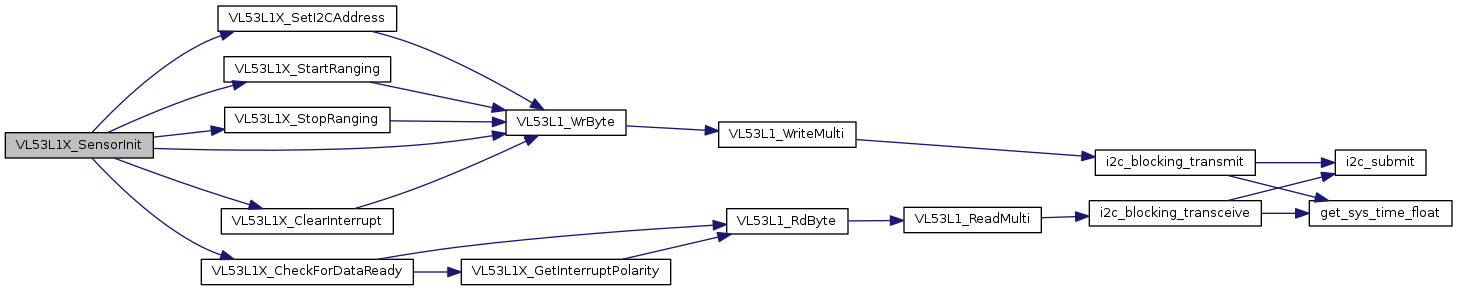 VL53L1X_SetI2CAddress
VL53L1X_StartRanging
VL53L1X_StopRanging
VL53L1_WrByte
VL53L1_WriteMulti
VL53L1X_SensorInit
i2c_blocking_transmit
i2c_submit
VL53L1X_ClearInterrupt
VL53L1_RdByte
VL53L1_ReadMulti
i2c_blocking_transceive
get_sys_time_float
VL53L1X_CheckForDataReady
VL53L1X_GetInterruptPolarity